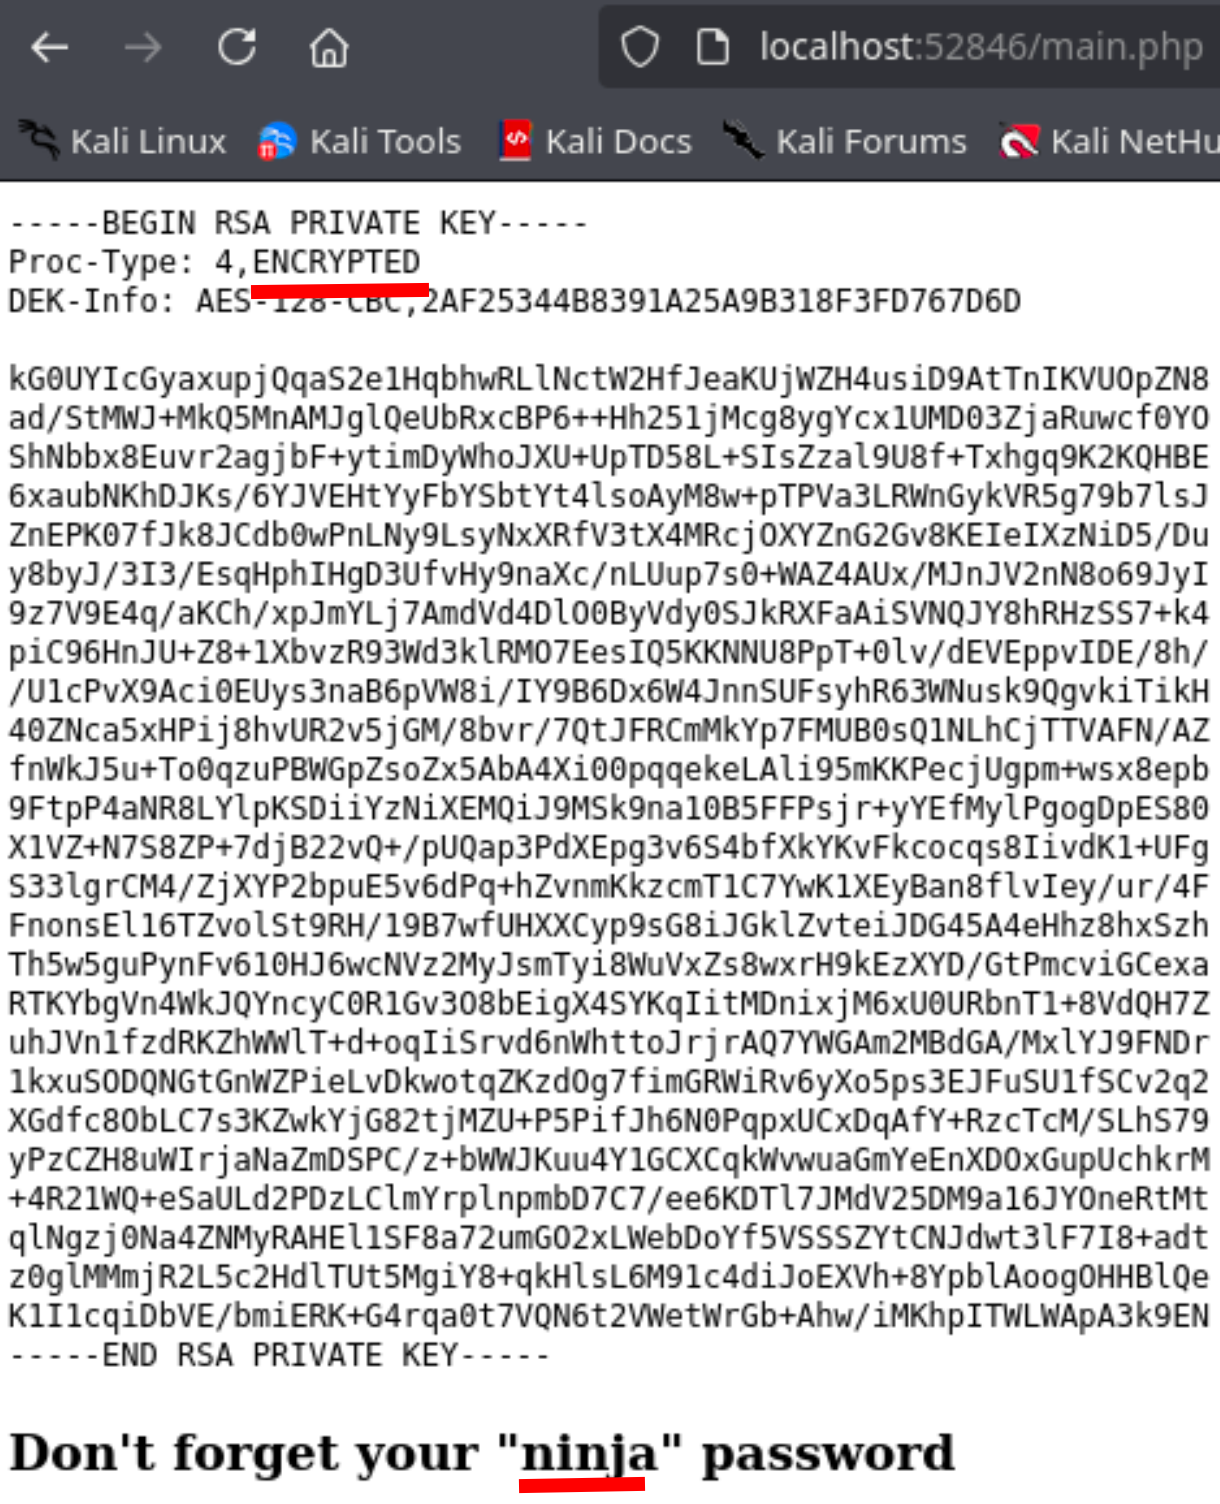 localhost:52846/main.php
Kali Linux Kali Tools Kali Docs Kali Forums Kali NetHu
-----BEGIN RSA PRIVATE KEY-----
Proc-Type: 4,ENCRYPTED
DEK-Info: AES-128-CBC,2AF25344B8391A25A9B318F3FD767D6D
kG0UYIcGyaxupjQqaS2e1HqbhwRLlNctW2HfJeaKUjWZH4usiD9AtTnIKVUOpZN8
ad/StMWJ+MkQ5MnAMJglQeUbRxcBP6++Hh251jMcg8ygYcx1UMD03ZjaRuwcf0YO
ShNbbx8Euvr2agjbF+ytimDyWhoJXU+UpTD58L+SIsZzal9U8f+Txhgq9K2KQHBE
6xaubNKhDJKs/6YJVEHtYyFbYSbtYt4lsoAyM8w+pTPVa3LRWnGykVR5g79b7lsJ
ZnEPK07fJk8JCdb0wPnLNy9LsyNxXRfV3tX4MRcjOXYZnG2Gv8KEIeIXzNiD5/Du
y8byJ/3I3/EsqHphIHgD3UfvHy9naXc/nLUup7s0+WAZ4AUx/MJnJV2nN8o69JyI
9z7V9E4q/aKCh/xpJmYLj7AmdVd4DlO0ByVdy0SJkRXFaAiSVNQJY8hRHzSS7+k4
piC96HnJU+Z8+1XbvzR93Wd3klRMO7EesIQ5KKNNU8PpT+0lv/dEVEppvIDE/8h/
/U1cPvX9Aci0EUys3naB6pVW8i/IY9B6Dx6W4JnnSUFsyhR63WNusk9QgvkiTikH
40ZNca5xHPij8hvUR2v5jGM/8bvr/7QtJFRCmMkYp7FMUB0sQ1NLhCjTTVAFN/AZ
fnWkJ5u+To0qzuPBWGpZsoZx5AbA4Xi00pqqekeLAli95mKKPecjUgpm+wsx8epb
9FtpP4aNR8LYlpKSDiiYzNiXEMQiJ9MSk9na10B5FFPsjr+yYEfMylPgogDpES80
X1VZ+N7S8ZP+7djB22vQ+/pUQap3PdXEpg3v6S4bfXkYKvFkcocqs8IivdK1+UFg
S33lgrCM4/ZjXYP2bpuE5v6dPq+hZvnmKkzcmT1C7YwK1XEyBan8flvIey/ur/4F
FnonsEl16TZvolSt9RH/19B7wfUHXXCyp9sG8iJGklZvteiJDG45A4eHhz8hxSzh
Th5w5guPynFv610HJ6wcNVz2MyJsmTyi8WuVxZs8wxrH9kEzXYD/GtPmcviGCexa
RTKYbgVn4WkJQYncyC0R1Gv3O8bEigX4SYKqIitMDnixjM6xU0URbnT1+8VdQH7Z
uhJVn1fzdRKZhWWlT+d+oqIiSrvd6nWhttoJrjrAQ7YWGAm2MBdGA/MxlYJ9FNDr
1kxuSODQNGtGnWZPieLvDkwotqZKzdOg7fimGRWiRv6yXo5ps3EJFuSU1fSCv2q2
XGdfc8ObLC7s3KZwkYjG82tjMZU+P5PifJh6N0PqpxUCxDqAfY+RzcTcM/SLhS79
yPzCZH8uWIrjaNaZmDSPC/z+bWWJKuu4Y1GCXCqkWvwuaGmYeEnXDOxGupUchkrM
+4R21WQ+eSaULd2PDzLClmYrplnpmbD7C7/ee6KDTl7JMdV25DM9a16JYOneRtMt
qlNgzj0Na4ZNMyRAHEl1SF8a72umGO2xLWebDoYf5VSSSZYtCNJdwt3lF7I8+adt
z0glMMmjR2L5c2HdlTUt5MgiY8+qkHlsL6M91c4diJoEXVh+8YpblAoogOHHBlQe
K1I1cqiDbVE/bmiERK+G4rqa0t7VQN6t2VWetWrGb+Ahw/iMKhpITWLWApA3k9EN
-----END RSA PRIVATE KEY-----
Don't forget your "ninja" password